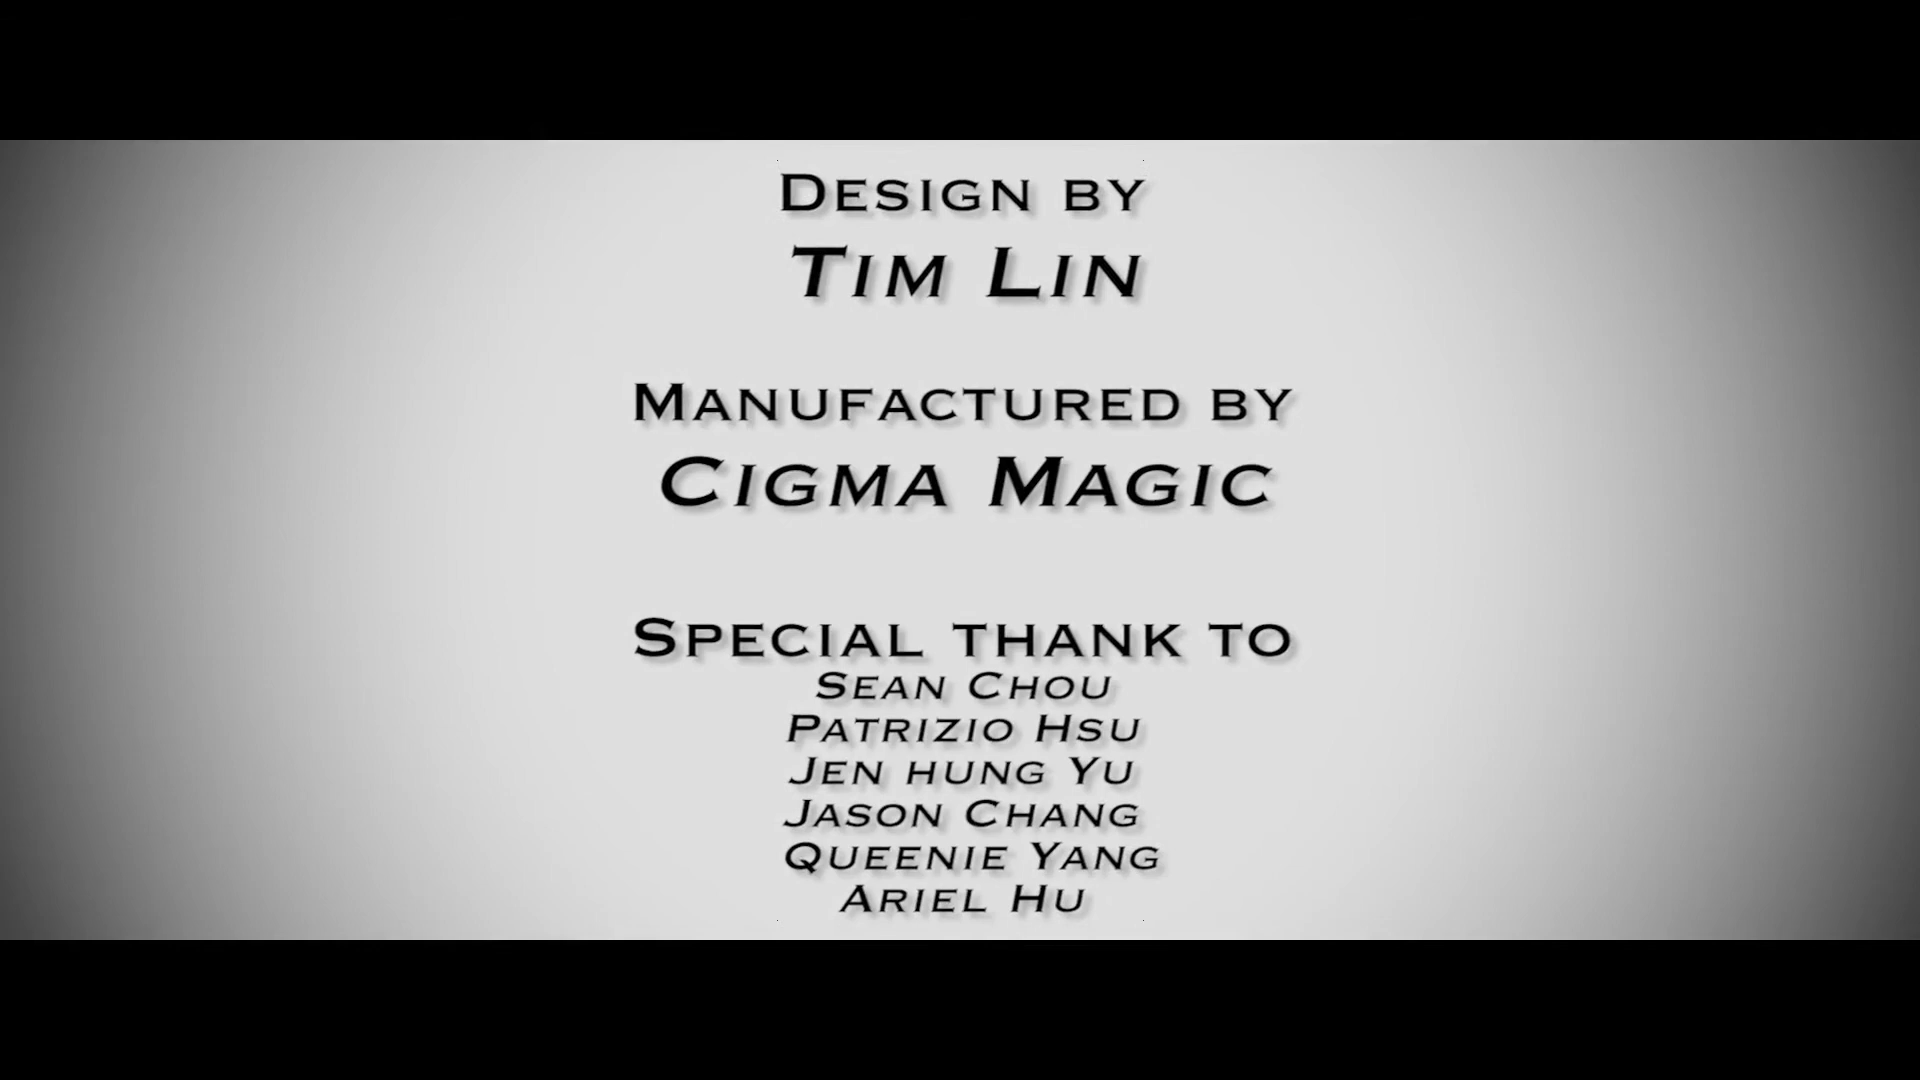 Design by
Tim Lin
Manufactured by
Cigma Magic
Special thank to
Sean Chou
Patrizio Hsu
Jen hung Yu
Jason Chang
Queenie Yang
Ariel Hu